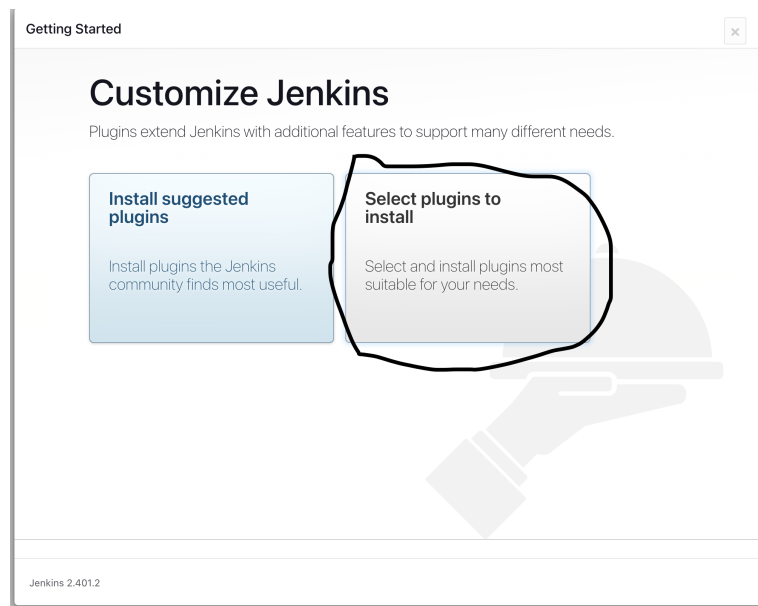 Getting Started
×
Customize Jenkins
Plugins extend Jenkins with additional features to support many different needs.
Install suggested
plugins
Install plugins the Jenkins
community finds most useful.
Select plugins to
install
Select and install plugins most
suitable for your needs.
Jenkins 2.401.2